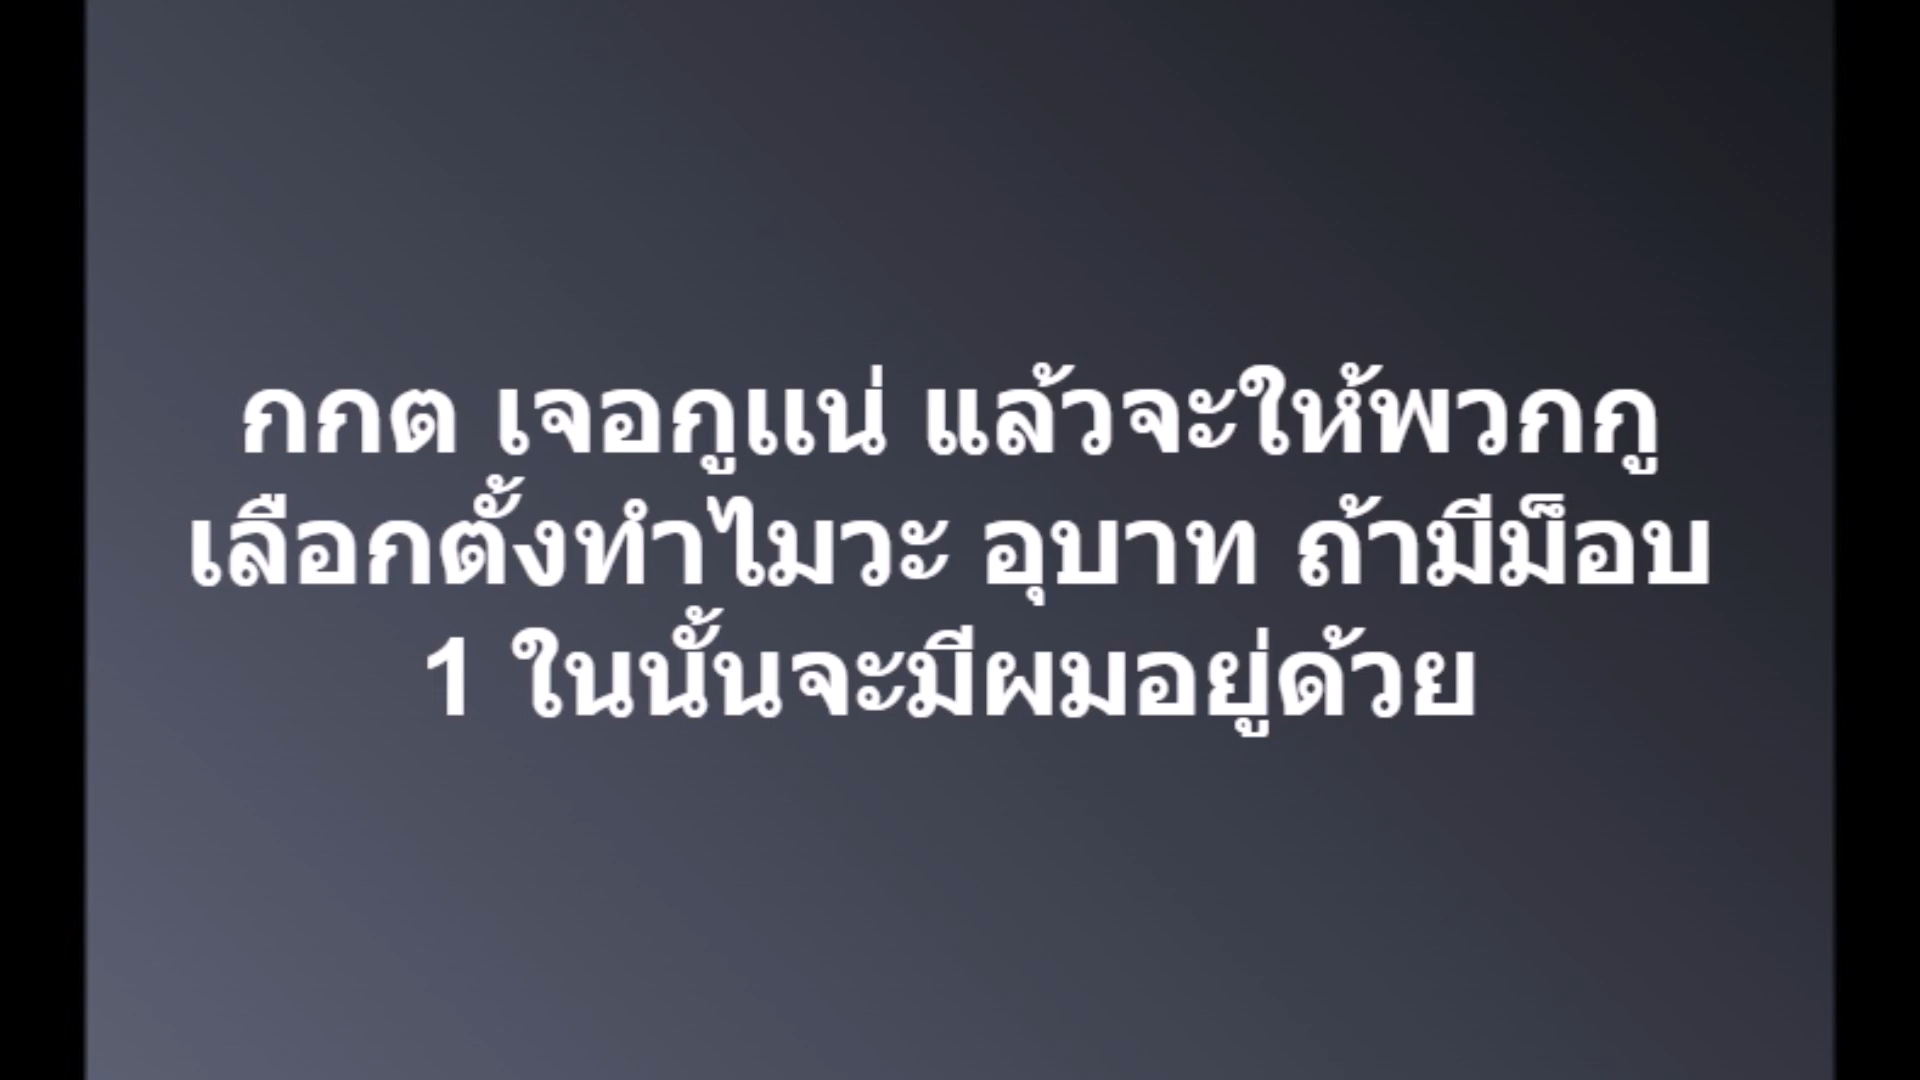 กกต เจอกูแน่ แล้วจะให้พวกกู
เลือกตั้งทำไมวะ อุบาท ถ้ามีม็อบ
1 ในนั้นจะมีผมอยู่ด้วย